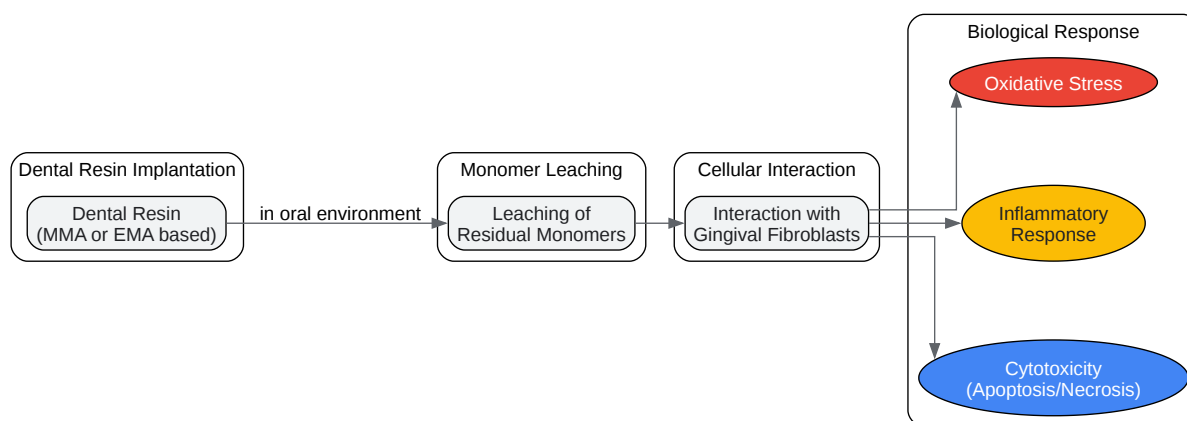 Biological Response
Oxidative Stress
Dental Resin Implantation
Monomer Leaching
Cellular Interaction
Dental Resin
(MMA or EMA based)
in oral environment
Leaching of
Residual Monomers
Interaction with
Gingival Fibroblasts
Inflammatory
Response
Cytotoxicity
(Apoptosis/Necrosis)